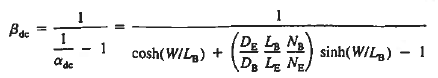 β_dc = 1 / (1/α_dc − 1) = 1 / (cosh(W/L_B) + (D_E/D_B L_B/L_E N_B/N_E) sinh(W/L_B) − 1)